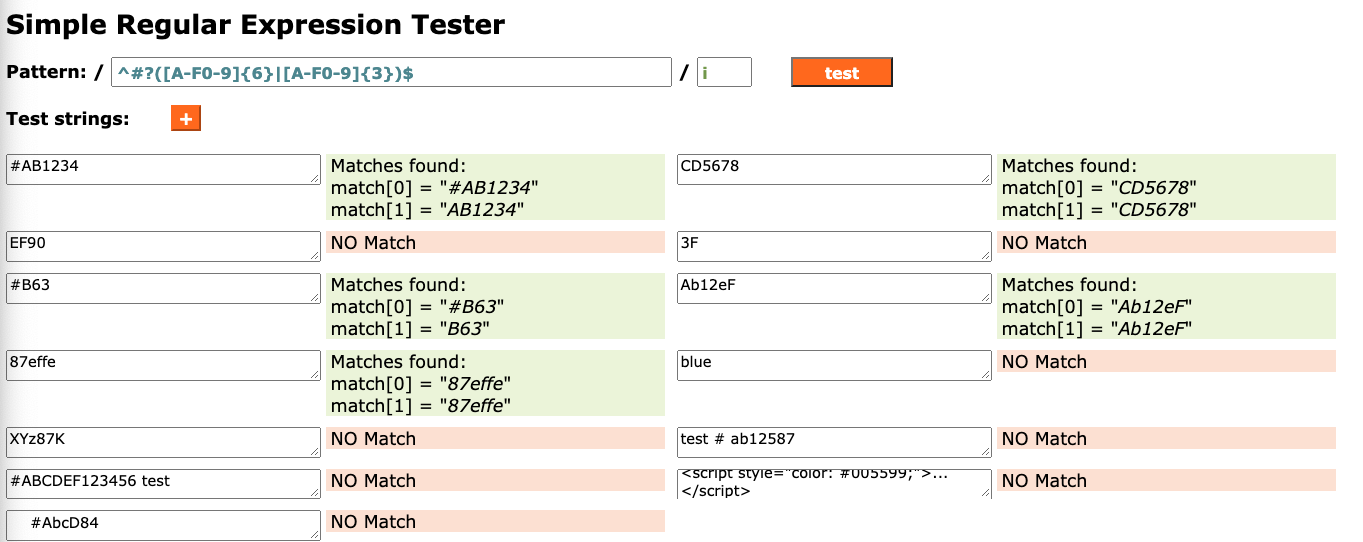 Simple Regular Expression Tester
Pattern: / ^#?([A-F0-9]{6}|[A-F0-9]{3})$ / i test
Test strings: +
#AB1234
Matches found:
match[0] = "#AB1234"
match[1] = "AB1234"
CD5678
Matches found:
match[0] = "CD5678"
match[1] = "CD5678"
EF90
NO Match
3F
NO Match
#B63
Matches found:
match[0] = "#B63"
match[1] = "B63"
Ab12eF
Matches found:
match[0] = "Ab12eF"
match[1] = "Ab12eF"
87effe
Matches found:
match[0] = "87effe"
match[1] = "87effe"
blue
NO Match
XYz87K
NO Match
test # ab12587
NO Match
#ABCDEF123456 test
NO Match
<script style="color: #005599;">...
</script>
NO Match
#AbcD84
NO Match